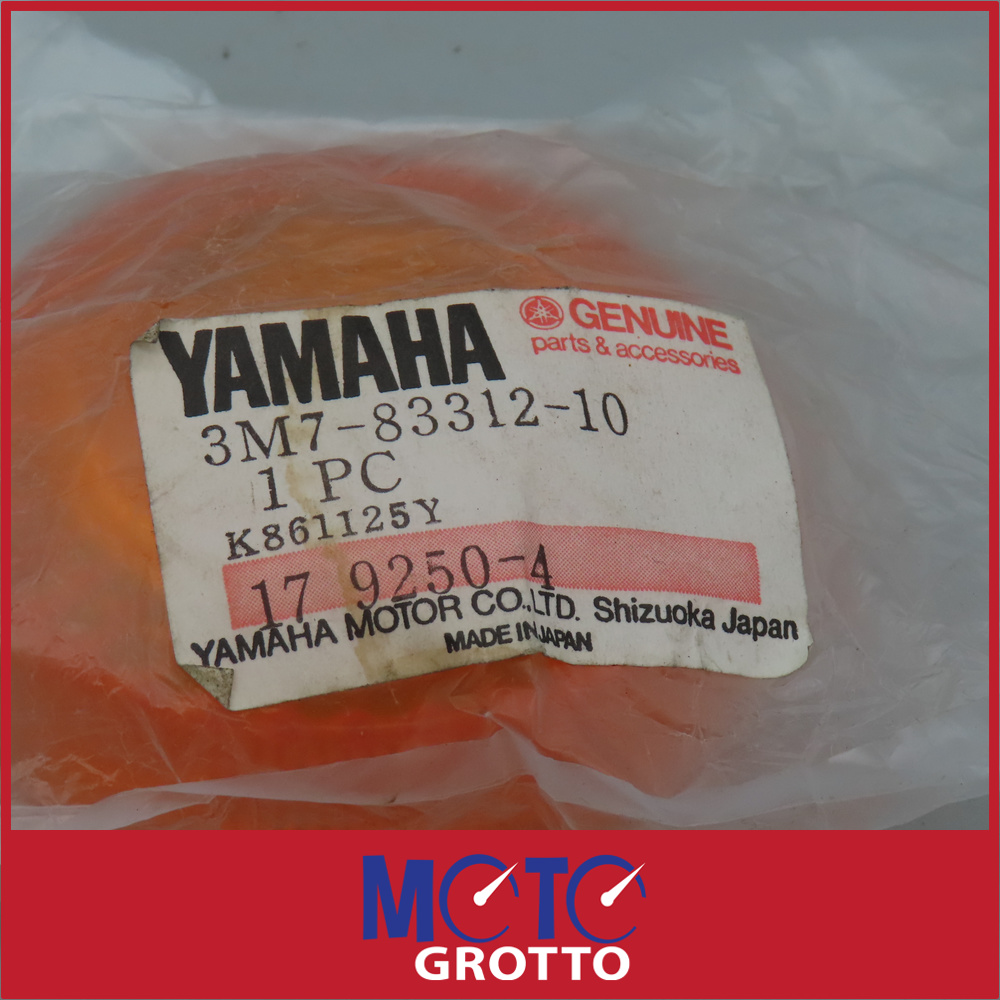 YAMAHA
GENUINE
parts & accessories
3M7-83312-10
1 PC
K861125Y
17 9250-4
YAMAHA MOTOR CO.,LTD. Shizuoka Japan
MADE IN JAPAN
MOTO
GROTTO